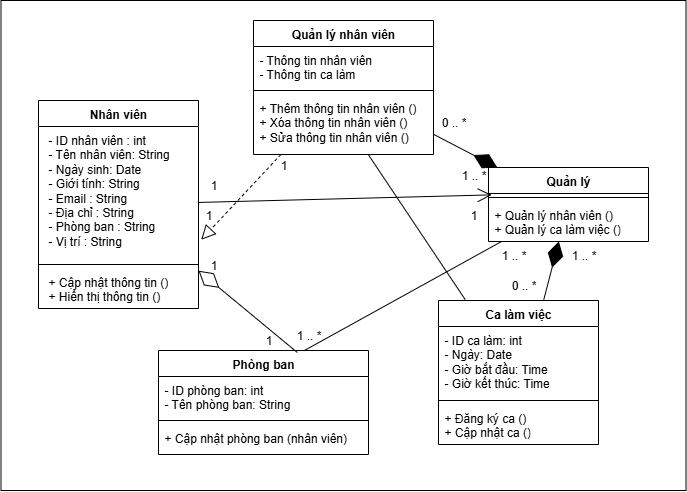 Quản lý nhân viên
- Thông tin nhân viên
- Thông tin ca làm
+ Thêm thông tin nhân viên ()
+ Xóa thông tin nhân viên ()
+ Sửa thông tin nhân viên ()
Nhân viên
- ID nhân viên : int
- Tên nhân viên: String
- Ngày sinh: Date
- Giới tính: String
- Email : String
- Địa chỉ : String
- Phòng ban : String
- Vị trí : String
+ Cập nhật thông tin ()
+ Hiển thị thông tin ()
0 .. *
1 .. *
1
1
1
1
Quản lý
+ Quản lý nhân viên ()
+ Quản lý ca làm việc ()
1
1 .. *
1 .. *
0 .. *
1
1 .. *
Phòng ban
- ID phòng ban: int
- Tên phòng ban: String
+ Cập nhật phòng ban (nhân viên)
Ca làm việc
- ID ca làm: int
- Ngày: Date
- Giờ bắt đầu: Time
- Giờ kết thúc: Time
+ Đăng ký ca ()
+ Cập nhật ca ()